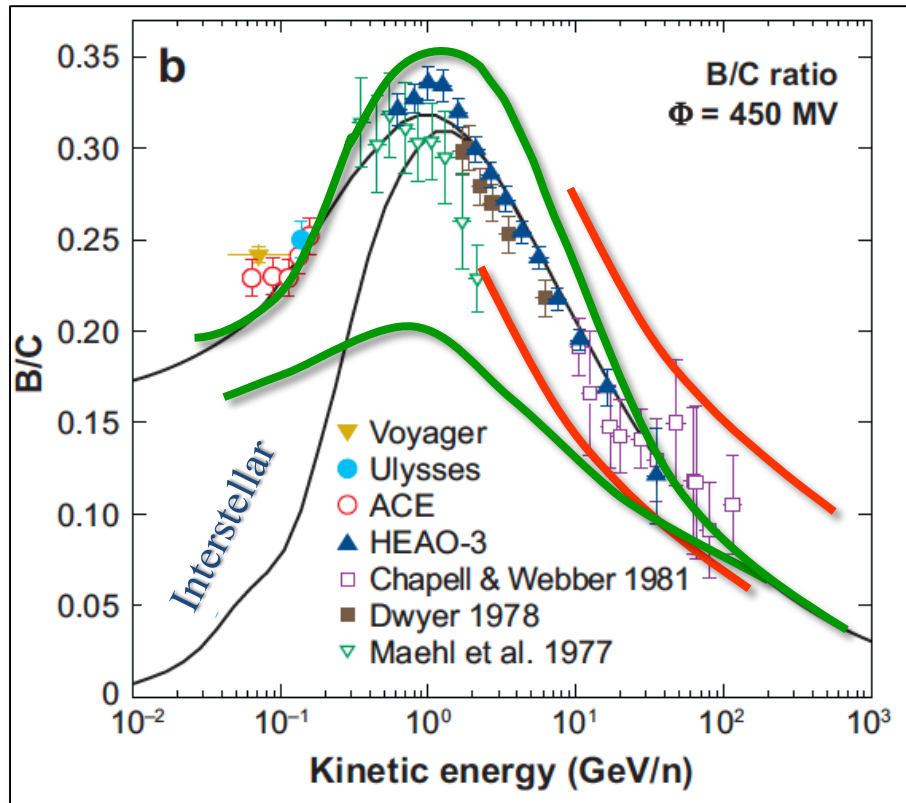 b
B/C ratio
Φ = 450 MV
0.35
0.30
0.25
0.20
0.15
0.10
0.05
0
B/C
Interstellar
Voyager
Ulysses
ACE
HEAO-3
Chapell & Webber 1981
Dwyer 1978
Maehl et al. 1977
10⁻² 10⁻¹ 10⁰ 10¹ 10² 10³
Kinetic energy (GeV/n)